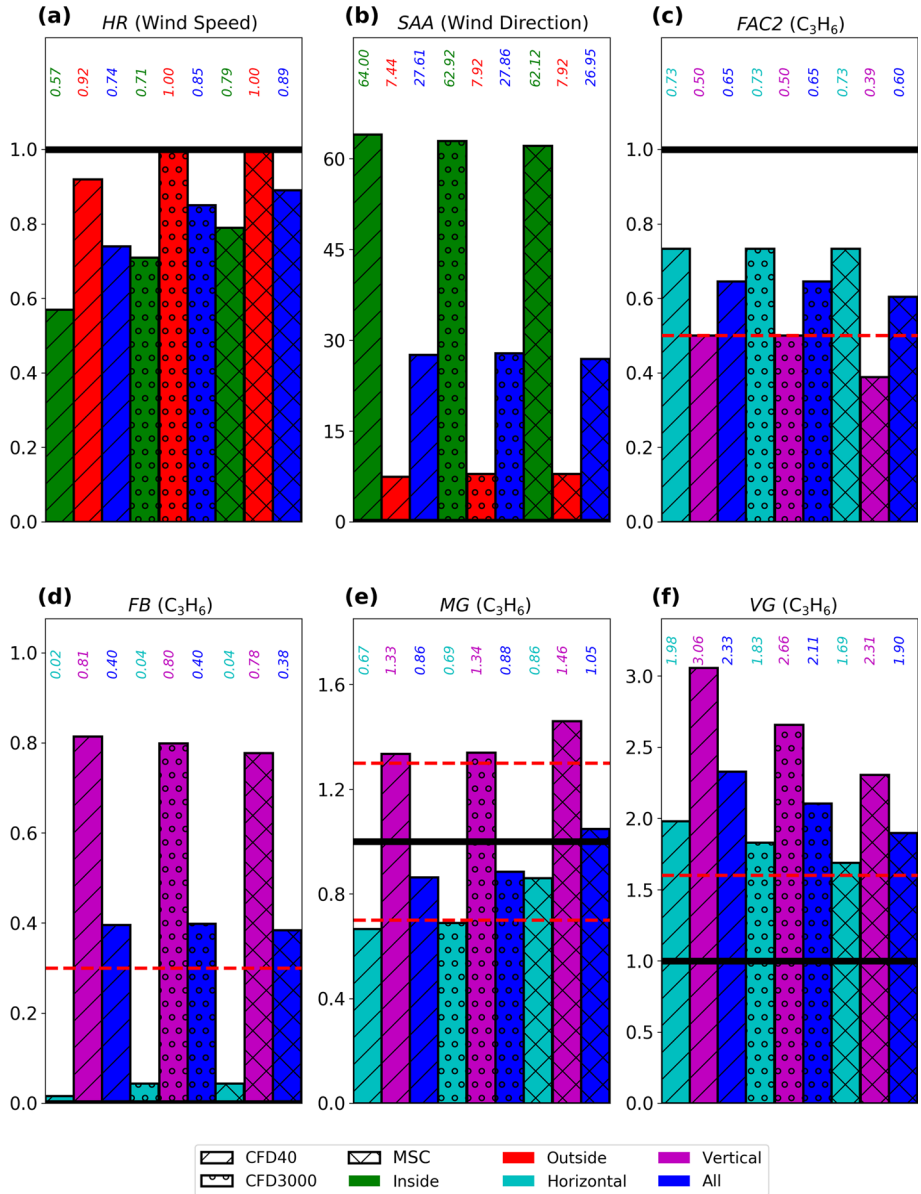 (a) HR (Wind Speed)
0.57 0.92 0.74 0.71 1.00 0.85 0.79 1.00 0.89
1.0
0.8
0.6
0.4
0.2
0.0
(b) SAA (Wind Direction)
64.00 7.44 27.61 62.92 7.92 27.86 62.12 7.92 26.95
60
45
30
15
0
(c) FAC2 (C₃H₆)
0.73 0.50 0.65 0.73 0.50 0.65 0.73 0.39 0.60
1.0
0.8
0.6
0.4
0.2
0.0
(d) FB (C₃H₆)
0.02 0.81 0.40 0.04 0.80 0.40 0.04 0.78 0.38
1.0
0.8
0.6
0.4
0.2
0.0
(e) MG (C₃H₆)
0.67 1.33 0.86 0.69 1.34 0.88 0.86 1.46 1.05
1.6
1.2
0.8
0.4
0.0
(f) VG (C₃H₆)
1.98 3.06 2.33 1.83 2.66 2.11 1.69 2.31 1.90
3.0
2.5
2.0
1.5
1.0
0.5
0.0
CFD40 MSC Outside Vertical
CFD3000 Inside Horizontal All